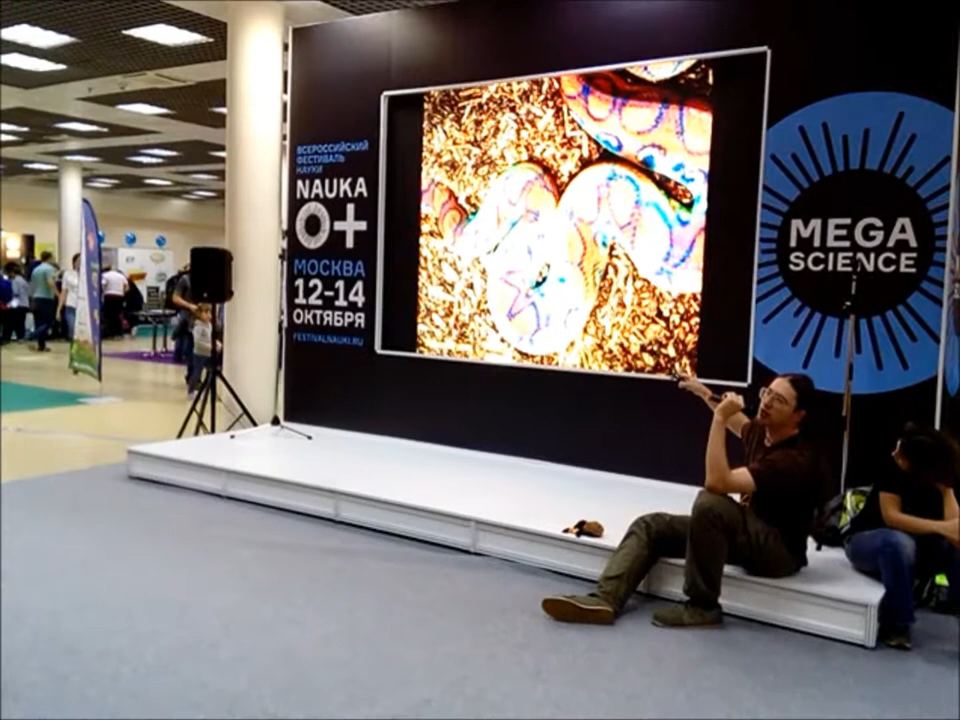 ВСЕРОССИЙСКИЙ
ФЕСТИВАЛЬ
НАУКИ
NAUKA
0+
МОСКВА
12–14
ОКТЯБРЯ
FESTIVALNAUKI.RU
MEGA
SCIENCE